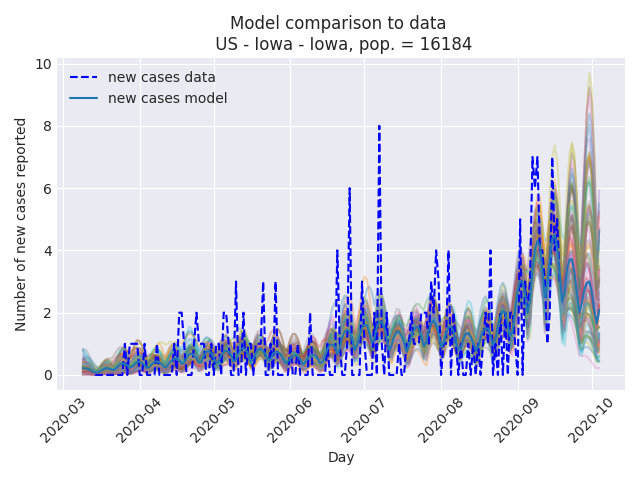 Model comparison to data
US - Iowa - Iowa, pop. = 16184
Number of new cases reported
10
8
6
4
2
0
new cases data
new cases model
2020-03
2020-04
2020-05
2020-06
2020-07
2020-08
2020-09
2020-10
Day